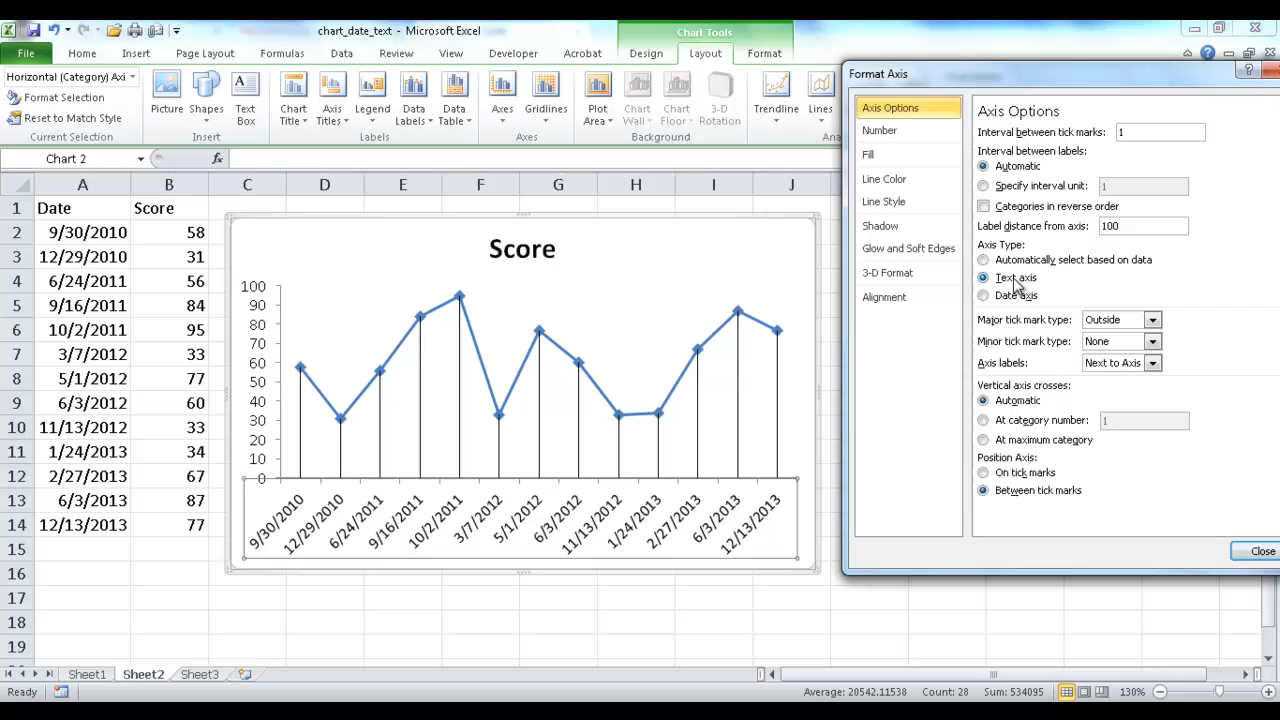 chart_date_text - Microsoft Excel
Chart Tools
File Home Insert Page Layout Formulas Data Review View Developer Acrobat Design Layout Format
Horizontal (Category) Axi
Format Selection
Reset to Match Style
Current Selection
Picture Shapes Text Box
Insert
Chart Title Axis Titles Legend Data Labels Data Table
Labels
Axes Gridlines
Axes
Plot Area Chart Wall Chart Floor 3-D Rotation
Trendline Lines
Ana
Chart 2 fx
A B C D E F G H I J
1 Date Score
2 9/30/2010 58
3 12/29/2010 31
4 6/24/2011 56
5 9/16/2011 84
6 10/2/2011 95
7 3/7/2012 33
8 5/1/2012 77
9 6/3/2012 60
10 11/13/2012 33
11 1/24/2013 34
12 2/27/2013 67
13 6/3/2013 87
14 12/13/2013 77
15
16
17
18
19
Score
100
90
80
70
60
50
40
30
20
10
0
9/30/2010 12/29/2010 6/24/2011 9/16/2011 10/2/2011 3/7/2012 5/1/2012 6/3/2012 11/13/2012 1/24/2013 2/27/2013 6/3/2013 12/13/2013
Format Axis
Axis Options
Number
Fill
Line Color
Line Style
Shadow
Glow and Soft Edges
3-D Format
Alignment
Axis Options
Interval between tick marks: 1
Interval between labels:
Automatic
Specify interval unit: 1
Categories in reverse order
Label distance from axis: 100
Axis Type:
Automatically select based on data
Text axis
Date axis
Major tick mark type: Outside
Minor tick mark type: None
Axis labels: Next to Axis
Vertical axis crosses:
Automatic
At category number: 1
At maximum category
Position Axis:
On tick marks
Between tick marks
Close
Sheet1 Sheet2 Sheet3
Ready Average: 20542.11538 Count: 28 Sum: 534095 130%